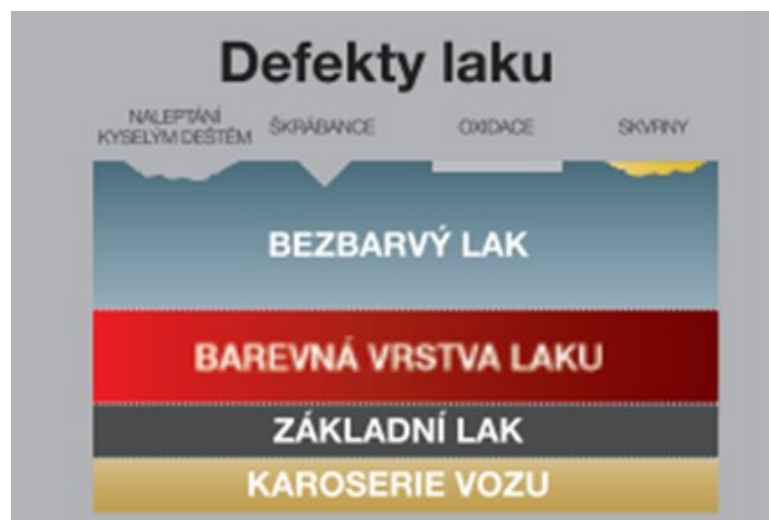 Defekty laku
NALEPTÁNÍ
KYSELÝM DEŠTĚM
ŠKRÁBANCE
OXIDACE
SKVRNY
BEZBARVÝ LAK
BAREVNÁ VRSTVA LAKU
ZÁKLADNÍ LAK
KAROSERIE VOZU